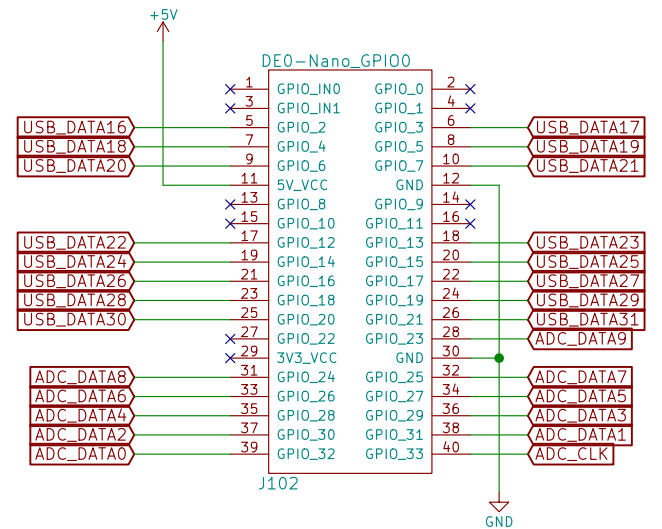 +5V
DE0-Nano_GPIO0
1 GPIO_IN0 GPIO_0 2
3 GPIO_IN1 GPIO_1 4
USB_DATA16 5 GPIO_2 GPIO_3 6 USB_DATA17
USB_DATA18 7 GPIO_4 GPIO_5 8 USB_DATA19
USB_DATA20 9 GPIO_6 GPIO_7 10 USB_DATA21
11 5V_VCC GND 12
13 GPIO_8 GPIO_9 14
15 GPIO_10 GPIO_11 16
USB_DATA22 17 GPIO_12 GPIO_13 18 USB_DATA23
USB_DATA24 19 GPIO_14 GPIO_15 20 USB_DATA25
USB_DATA26 21 GPIO_16 GPIO_17 22 USB_DATA27
USB_DATA28 23 GPIO_18 GPIO_19 24 USB_DATA29
USB_DATA30 25 GPIO_20 GPIO_21 26 USB_DATA31
27 GPIO_22 GPIO_23 28 ADC_DATA9
29 3V3_VCC GND 30
ADC_DATA8 31 GPIO_24 GPIO_25 32 ADC_DATA7
ADC_DATA6 33 GPIO_26 GPIO_27 34 ADC_DATA5
ADC_DATA4 35 GPIO_28 GPIO_29 36 ADC_DATA3
ADC_DATA2 37 GPIO_30 GPIO_31 38 ADC_DATA1
ADC_DATA0 39 GPIO_32 GPIO_33 40 ADC_CLK
J102
GND